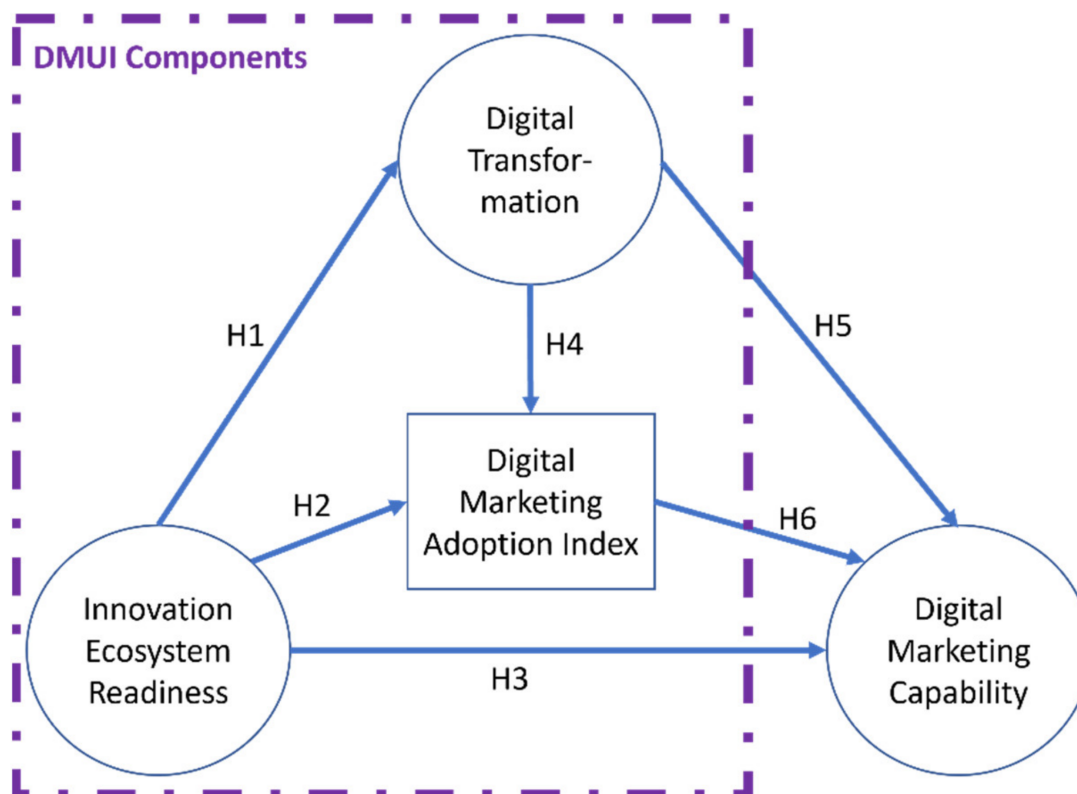 DMUI Components
Digital
Transfor-
mation
H1
H4
H5
Digital
Marketing
Adoption Index
H2
H6
Innovation
Ecosystem
Readiness
H3
Digital
Marketing
Capability